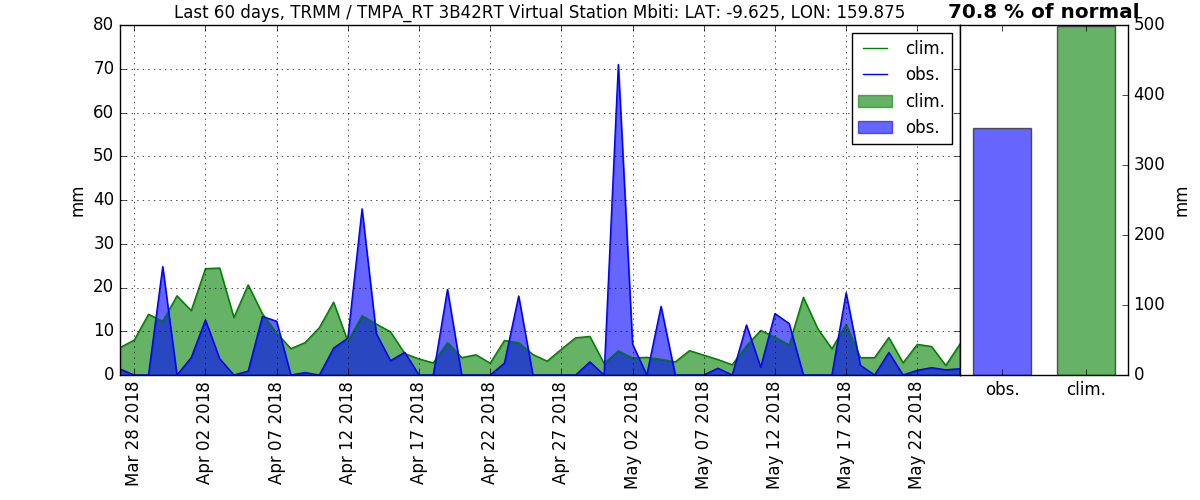 Last 60 days, TRMM / TMPA_RT 3B42RT Virtual Station Mbiti: LAT: -9.625, LON: 159.875
70.8 % of normal
80
70
60
50
40
30
20
10
0
mm
clim.
obs.
clim.
obs.
Mar 28 2018
Apr 02 2018
Apr 07 2018
Apr 12 2018
Apr 17 2018
Apr 22 2018
Apr 27 2018
May 02 2018
May 07 2018
May 12 2018
May 17 2018
May 22 2018
500
400
300
200
100
0
mm
obs.
clim.